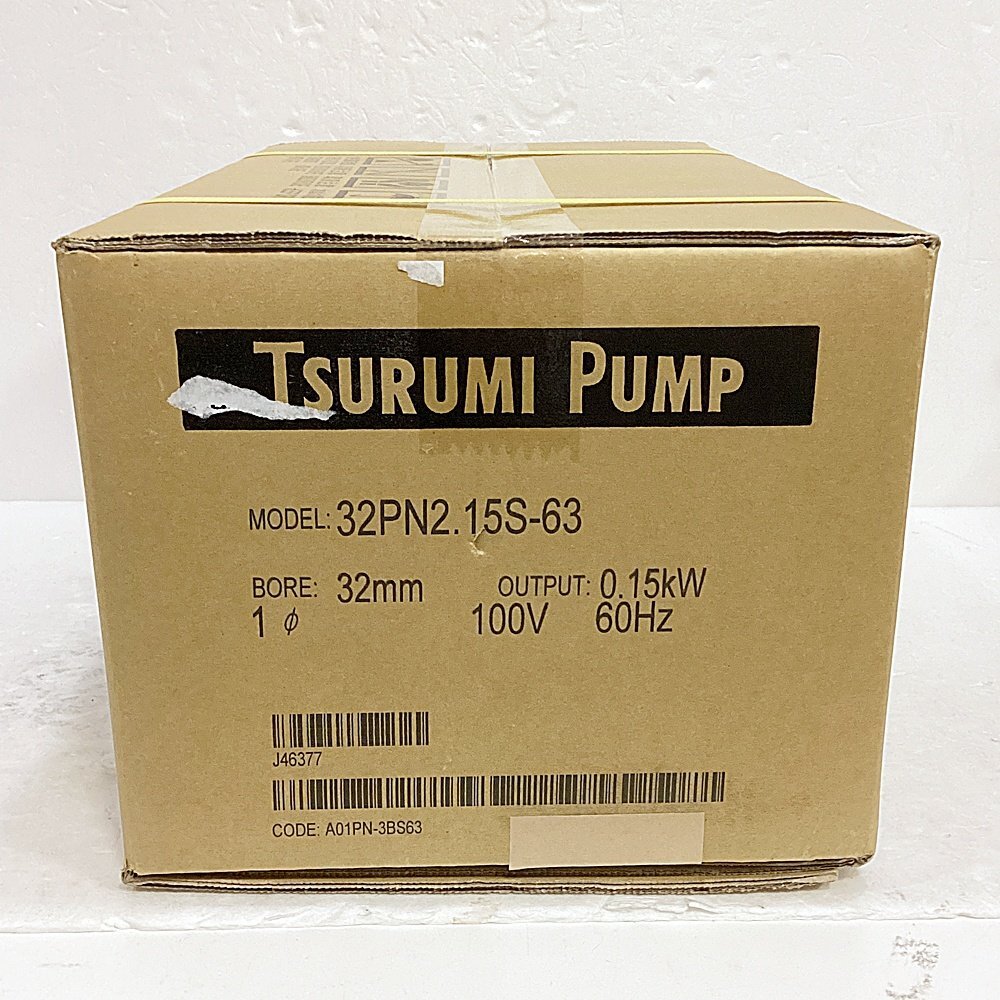 TSURUMI PUMP
MODEL: 32PN2.15S-63
BORE: 32mm OUTPUT: 0.15kW
1 φ 100V 60Hz
J46377
CODE: A01PN-3BS63